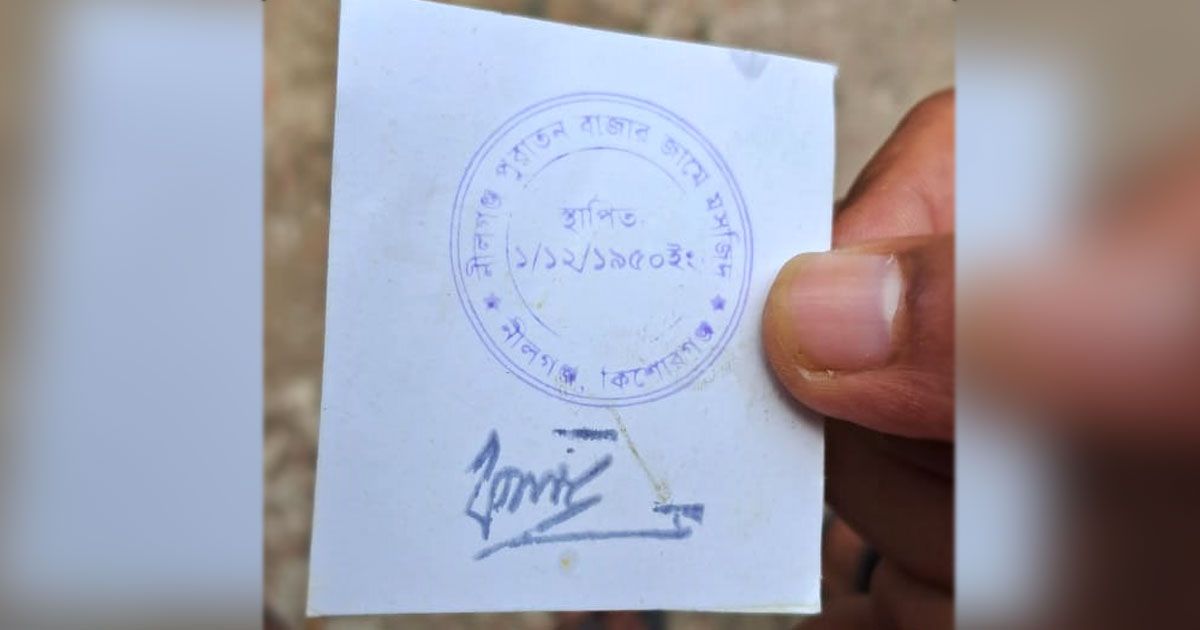 নীলগঞ্জ পুরাতন বাজার জামে মসজিদ
স্থাপিত
১/১২/১৯৫০ইং
নীলগঞ্জ, কিশোরগঞ্জ